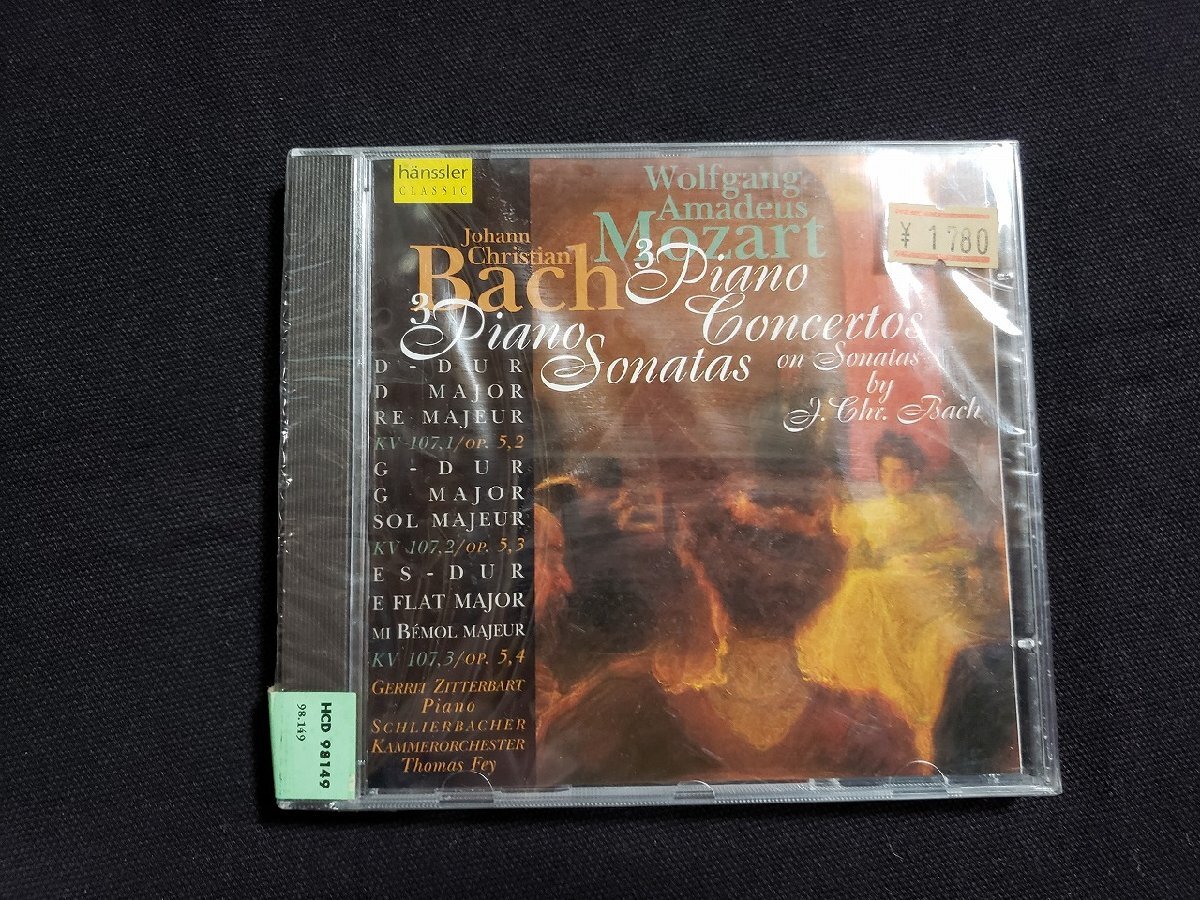 hänssler
CLASSIC
Wolfgang
Amadeus
Mozart
3 Piano
Concertos
on Sonatas
by
J. Chr. Bach
¥ 1780
Johann
Christian
Bach
3 Piano
Sonatas
D - DUR
D MAJOR
RE MAJEUR
KV 107,1/OP. 5,2
G - DUR
G MAJOR
SOL MAJEUR
KV 107,2/OP. 5,3
ES - DUR
E FLAT MAJOR
MI BÉMOL MAJEUR
KV 107,3/OP. 5,4
GERRIT ZITTERBART
Piano
SCHLIERBACHER
KAMMERORCHESTER
Thomas Fey
HCD 98149
98.149